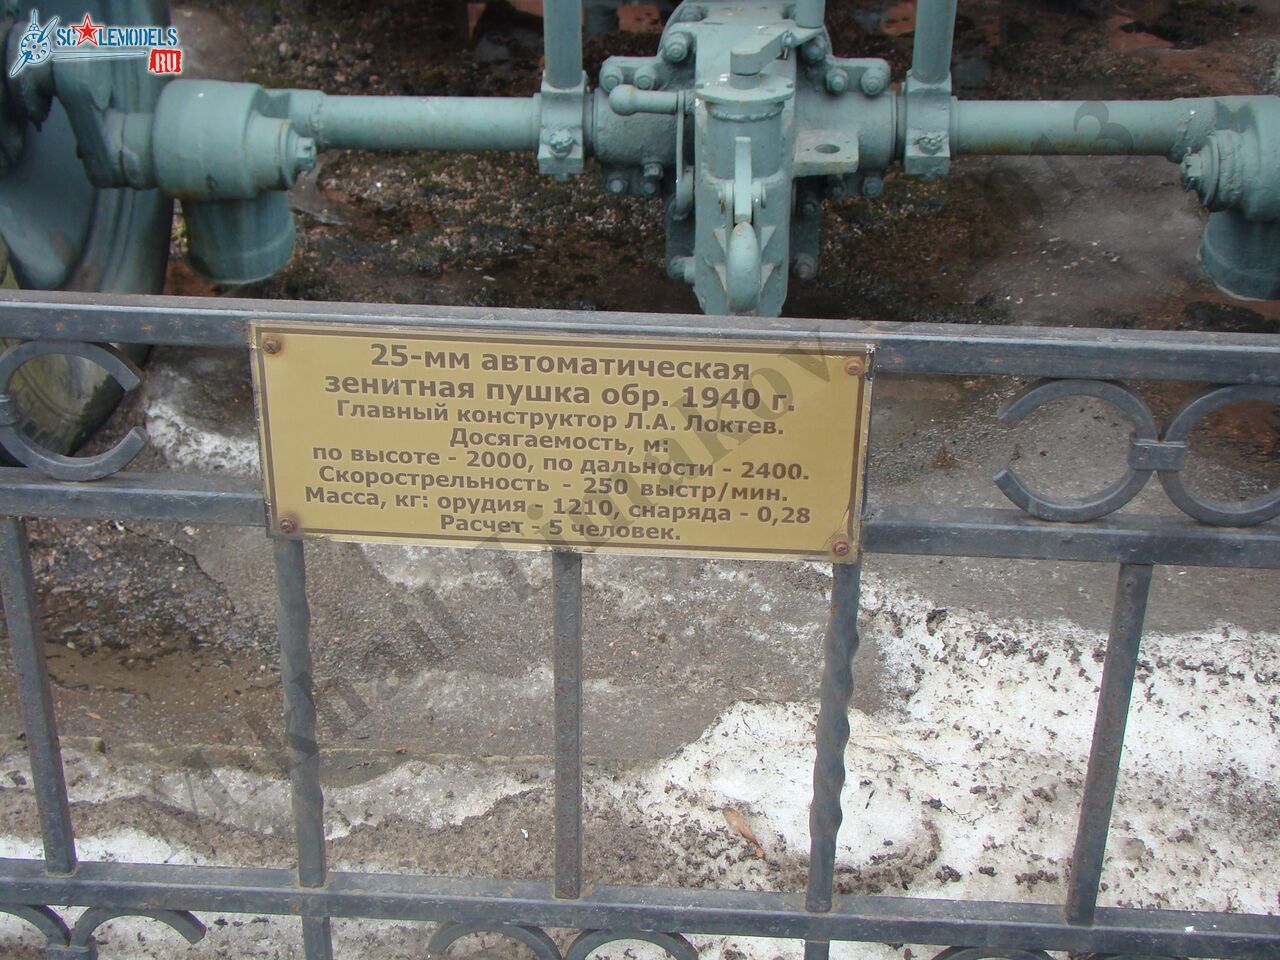 SCALEMODELS
.RU
25-мм автоматическая
зенитная пушка обр. 1940 г.
Главный конструктор Л.А. Локтев.
Досягаемость, м:
по высоте - 2000, по дальности - 2400.
Скорострельность - 250 выстр/мин.
Масса, кг: орудия - 1210, снаряда - 0,28
Расчет - 5 человек.